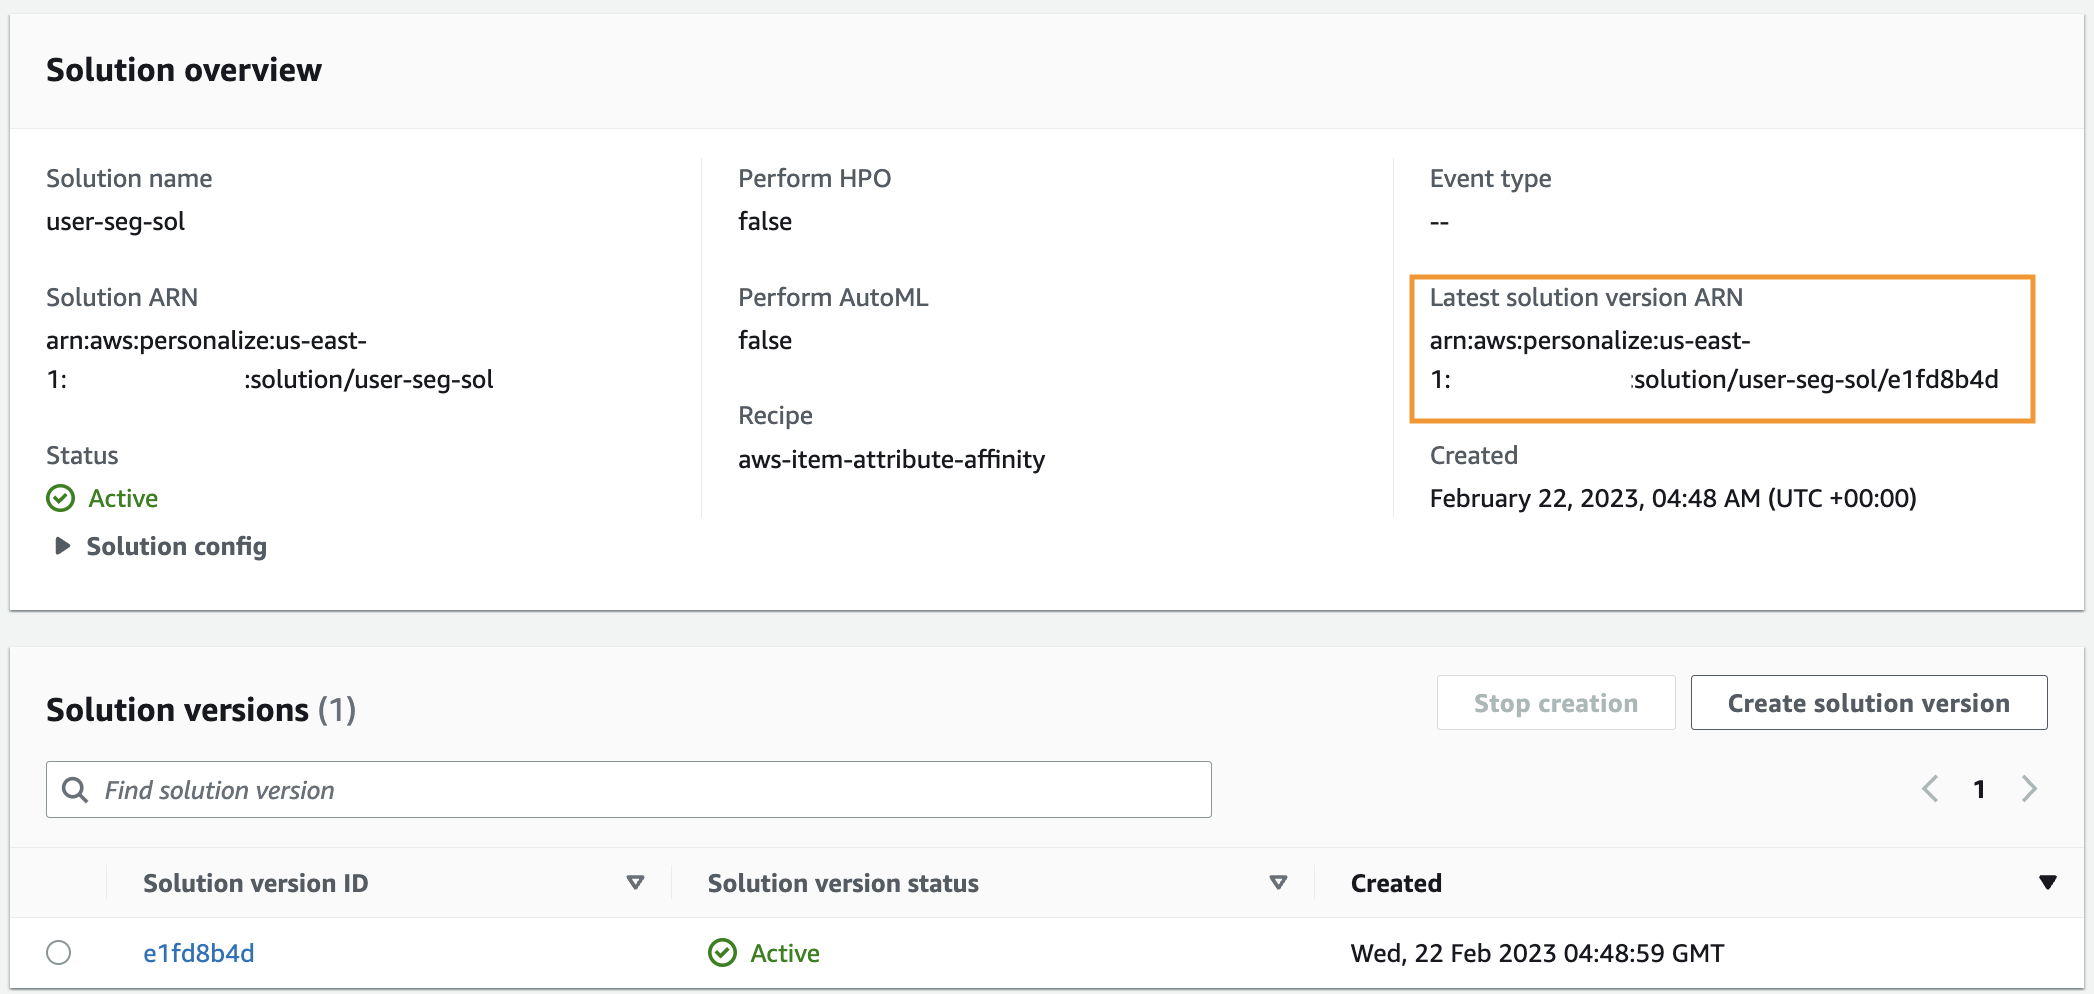 Solution overview
Solution name
user-seg-sol
Solution ARN
arn:aws:personalize:us-east-
1: :solution/user-seg-sol
Status
Active
Solution config
Perform HPO
false
Perform AutoML
false
Recipe
aws-item-attribute-affinity
Event type
--
Latest solution version ARN
arn:aws:personalize:us-east-
1: :solution/user-seg-sol/e1fd8b4d
Created
February 22, 2023, 04:48 AM (UTC +00:00)
Solution versions (1)
Stop creation
Create solution version
Find solution version
1
Solution version ID
Solution version status
Created
e1fd8b4d
Active
Wed, 22 Feb 2023 04:48:59 GMT